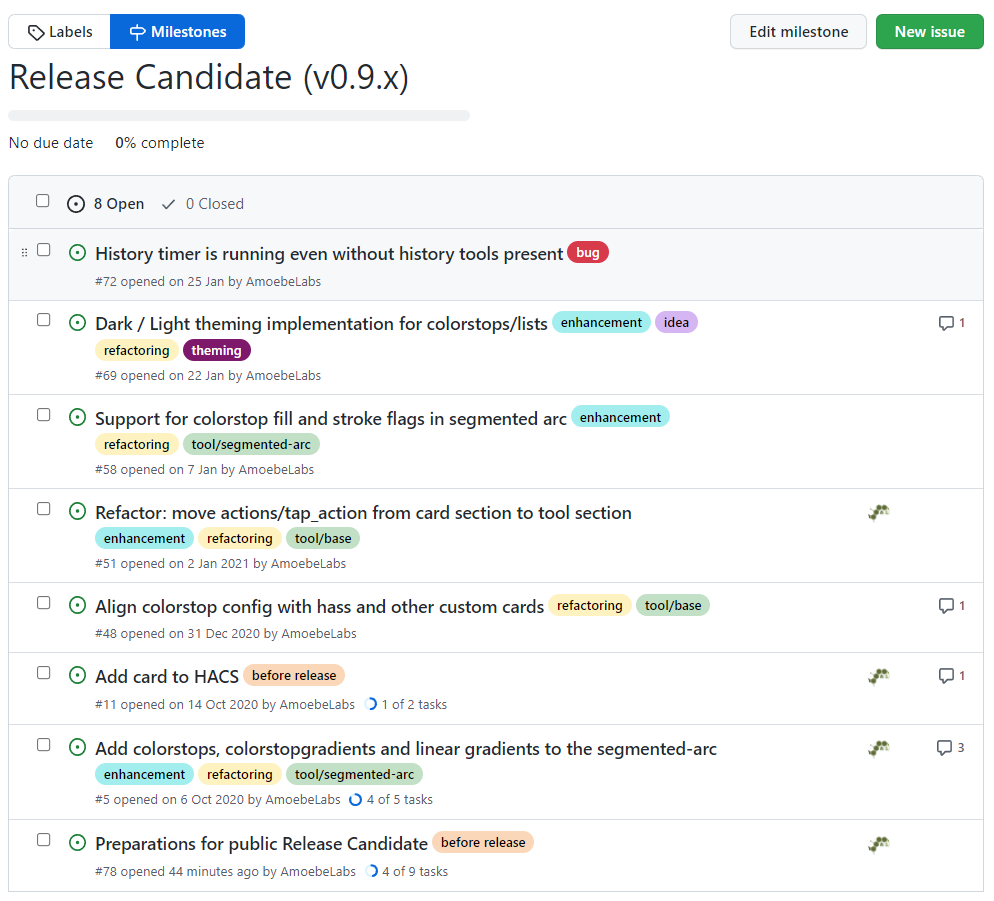 Labels Milestones Edit milestone New issue
Release Candidate (v0.9.x)
No due date 0% complete
8 Open 0 Closed
History timer is running even without history tools present bug
#72 opened on 25 Jan by AmoebeLabs
Dark / Light theming implementation for colorstops/lists enhancement idea 1
refactoring theming
#69 opened on 22 Jan by AmoebeLabs
Support for colorstop fill and stroke flags in segmented arc enhancement
refactoring tool/segmented-arc
#58 opened on 7 Jan by AmoebeLabs
Refactor: move actions/tap_action from card section to tool section
enhancement refactoring tool/base
#51 opened on 2 Jan 2021 by AmoebeLabs
Align colorstop config with hass and other custom cards refactoring tool/base 1
#48 opened on 31 Dec 2020 by AmoebeLabs
Add card to HACS before release 1
#11 opened on 14 Oct 2020 by AmoebeLabs 1 of 2 tasks
Add colorstops, colorstopgradients and linear gradients to the segmented-arc 3
enhancement refactoring tool/segmented-arc
#5 opened on 6 Oct 2020 by AmoebeLabs 4 of 5 tasks
Preparations for public Release Candidate before release
#78 opened 44 minutes ago by AmoebeLabs 4 of 9 tasks